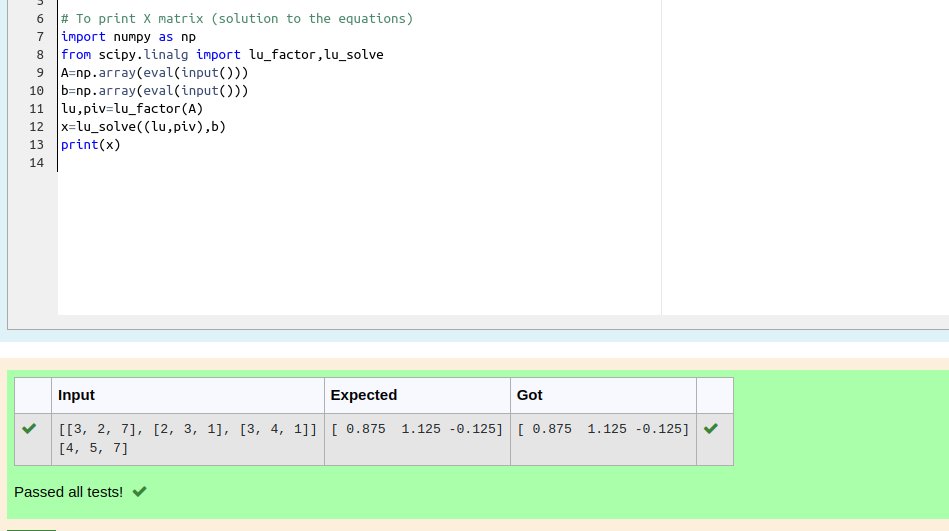 6 # To print X matrix (solution to the equations)
7 import numpy as np
8 from scipy.linalg import lu_factor,lu_solve
9 A=np.array(eval(input()))
10 b=np.array(eval(input()))
11 lu,piv=lu_factor(A)
12 x=lu_solve((lu,piv),b)
13 print(x)
14
Input Expected Got
[[3, 2, 7], [2, 3, 1], [3, 4, 1]] [ 0.875  1.125 -0.125] [ 0.875  1.125 -0.125]
[4, 5, 7]
Passed all tests!